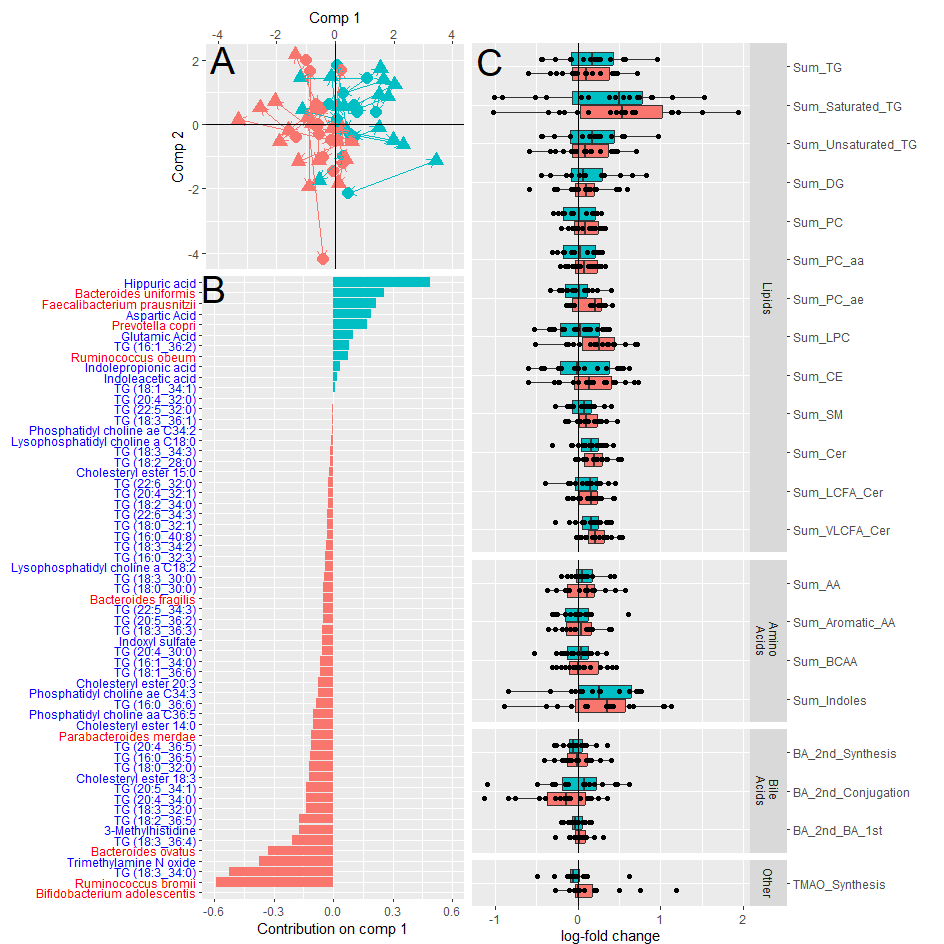 Comp 1
-4
-2
0
2
4
A
2
0
-2
-4
Comp 2
B
Hippuric acid
Bacteroides uniformis
Faecalibacterium prausnitzii
Aspartic Acid
Prevotella copri
Glutamic Acid
TG (16:1_36:2)
Ruminococcus obeum
Indolepropionic acid
Indoleacetic acid
TG (18:1_34:1)
TG (20:4_32:0)
TG (22:5_32:0)
TG (18:3_36:1)
Phosphatidyl choline ae C34:2
Lysophosphatidyl choline a C18:0
TG (18:3_34:3)
TG (18:2_28:0)
Cholesteryl ester 15:0
TG (22:6_32:0)
TG (20:4_32:1)
TG (18:2_34:0)
TG (22:6_34:3)
TG (18:0_32:1)
TG (16:0_40:8)
TG (18:3_34:2)
TG (16:0_32:3)
Lysophosphatidyl choline a C18:2
TG (18:3_30:0)
TG (18:0_30:0)
Bacteroides fragilis
TG (22:5_34:3)
TG (20:5_36:2)
TG (18:3_36:3)
Indoxyl sulfate
TG (20:4_30:0)
TG (16:1_34:0)
TG (18:1_36:6)
Cholesteryl ester 20:3
Phosphatidyl choline ae C34:3
TG (16:0_36:6)
Phosphatidyl choline aa C36:5
Cholesteryl ester 14:0
Parabacteroides merdae
TG (20:4_36:5)
TG (16:0_36:5)
TG (18:0_32:0)
Cholesteryl ester 18:3
TG (20:5_34:1)
TG (20:4_34:0)
TG (18:3_32:0)
TG (18:2_36:5)
3-Methylhistidine
TG (18:3_36:4)
Bacteroides ovatus
Trimethylamine N oxide
TG (18:3_34:0)
Ruminococcus bromii
Bifidobacterium adolescentis
-0.6
-0.3
0.0
0.3
0.6
Contribution on comp 1
C
Sum_TG
Sum_Saturated_TG
Sum_Unsaturated_TG
Sum_DG
Sum_PC
Sum_PC_aa
Sum_PC_ae
Sum_LPC
Sum_CE
Sum_SM
Sum_Cer
Sum_LCFA_Cer
Sum_VLCFA_Cer
Lipids
Sum_AA
Sum_Aromatic_AA
Sum_BCAA
Sum_Indoles
Amino
Acids
BA_2nd_Synthesis
BA_2nd_Conjugation
BA_2nd_BA_1st
Bile
Acids
TMAO_Synthesis
Other
-1
0
1
2
log-fold change